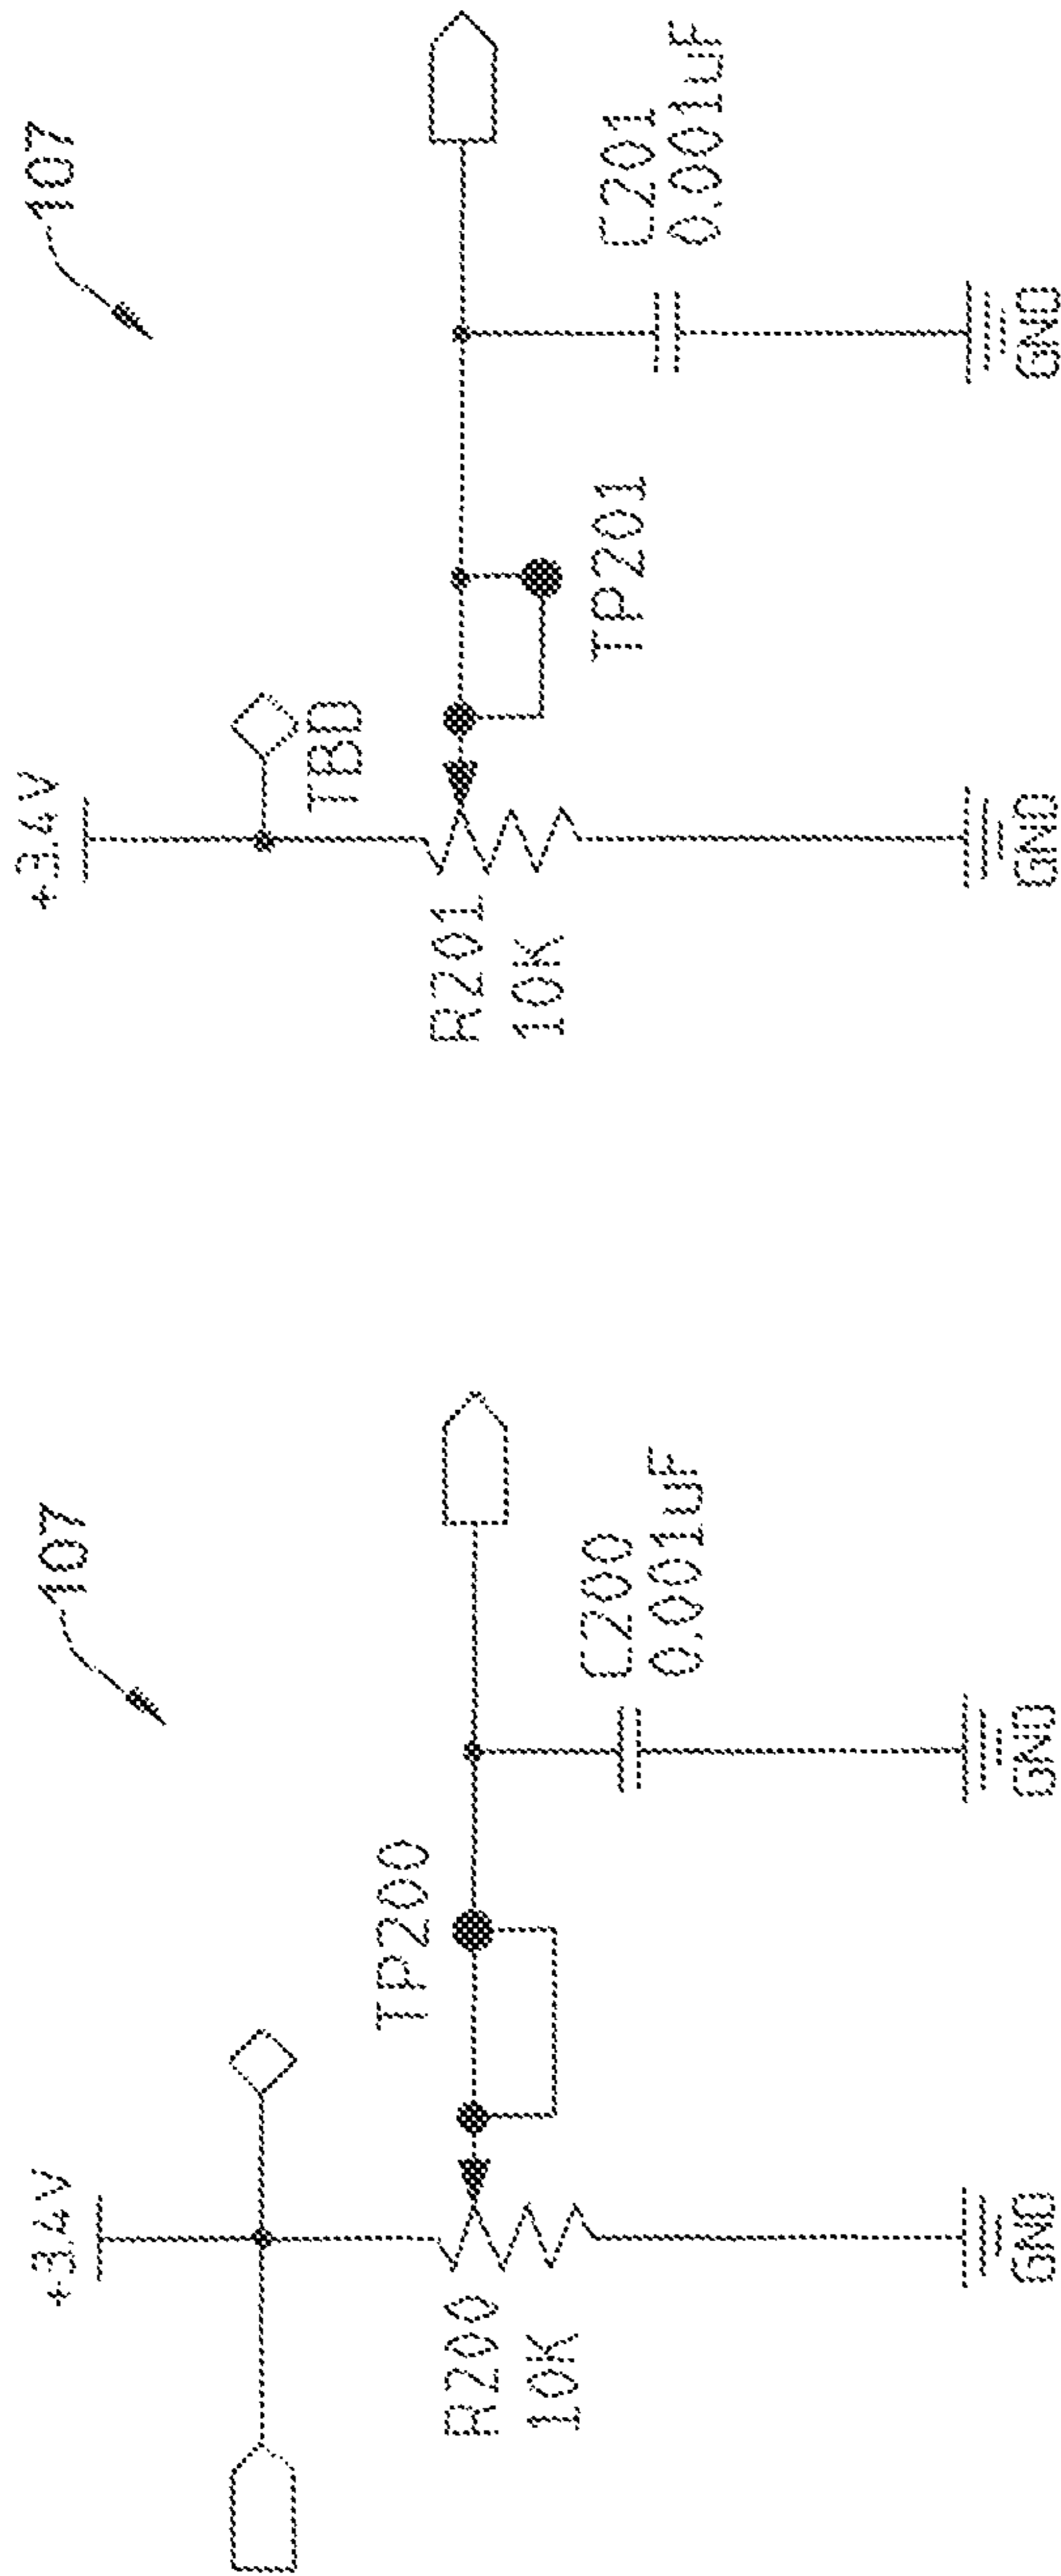 107
+3.4V
TP200
R200
10K
C200
0.001uF
GND
GND
107
+3.4V
TBD
R201
10K
TP201
C201
0.001uF
GND
GND